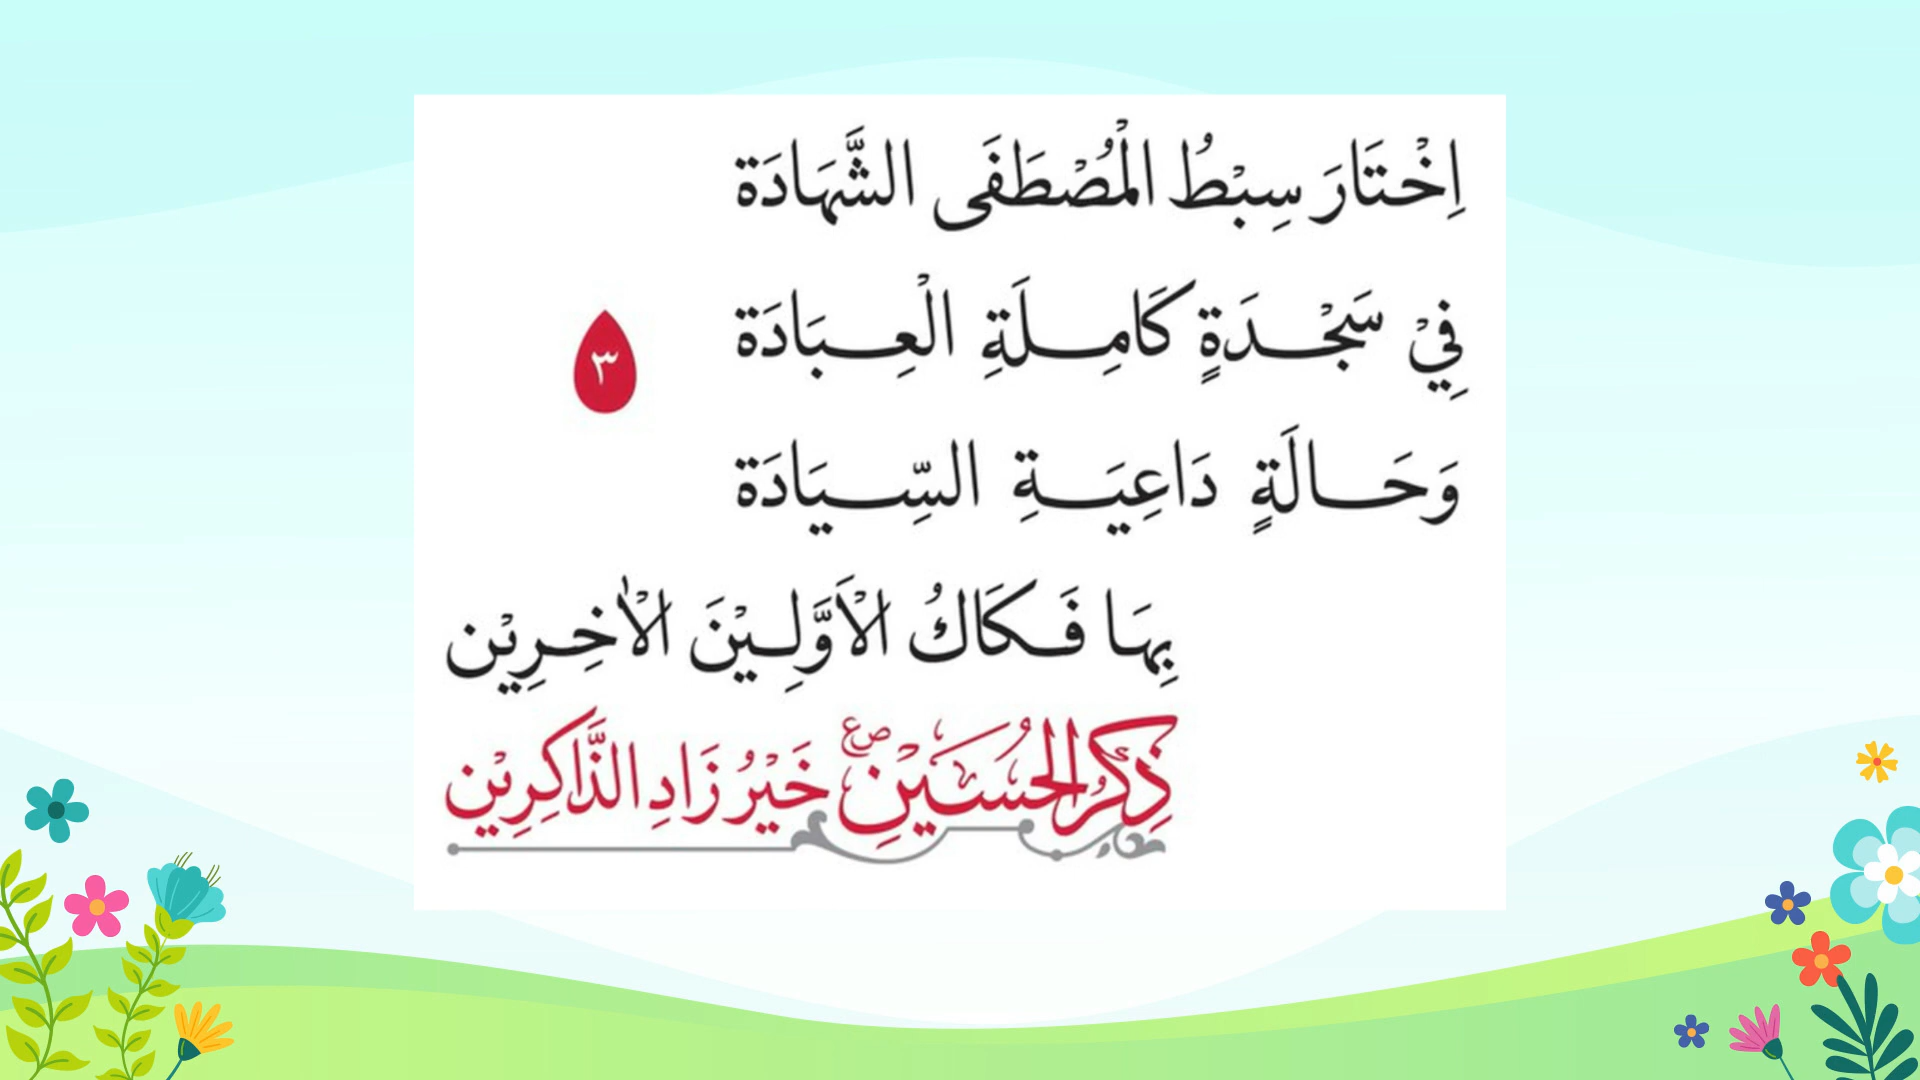 اِخْتَارَ سِبْطُ الْمُصْطَفَى الشَّهَادَة
فِيْ سَجْدَةٍ كَامِلَةِ الْعِبَادَة
٣
وَحَالَةٍ دَاعِيَةِ السِّيَادَة
بِهَا فَكَاكُ الْاَوَّلِيْنَ الْاٰخِرِيْن
ذِكْرُ الْحُسَيْنِ ص ع خَيْرُ زَادِ الذَّاكِرِيْن